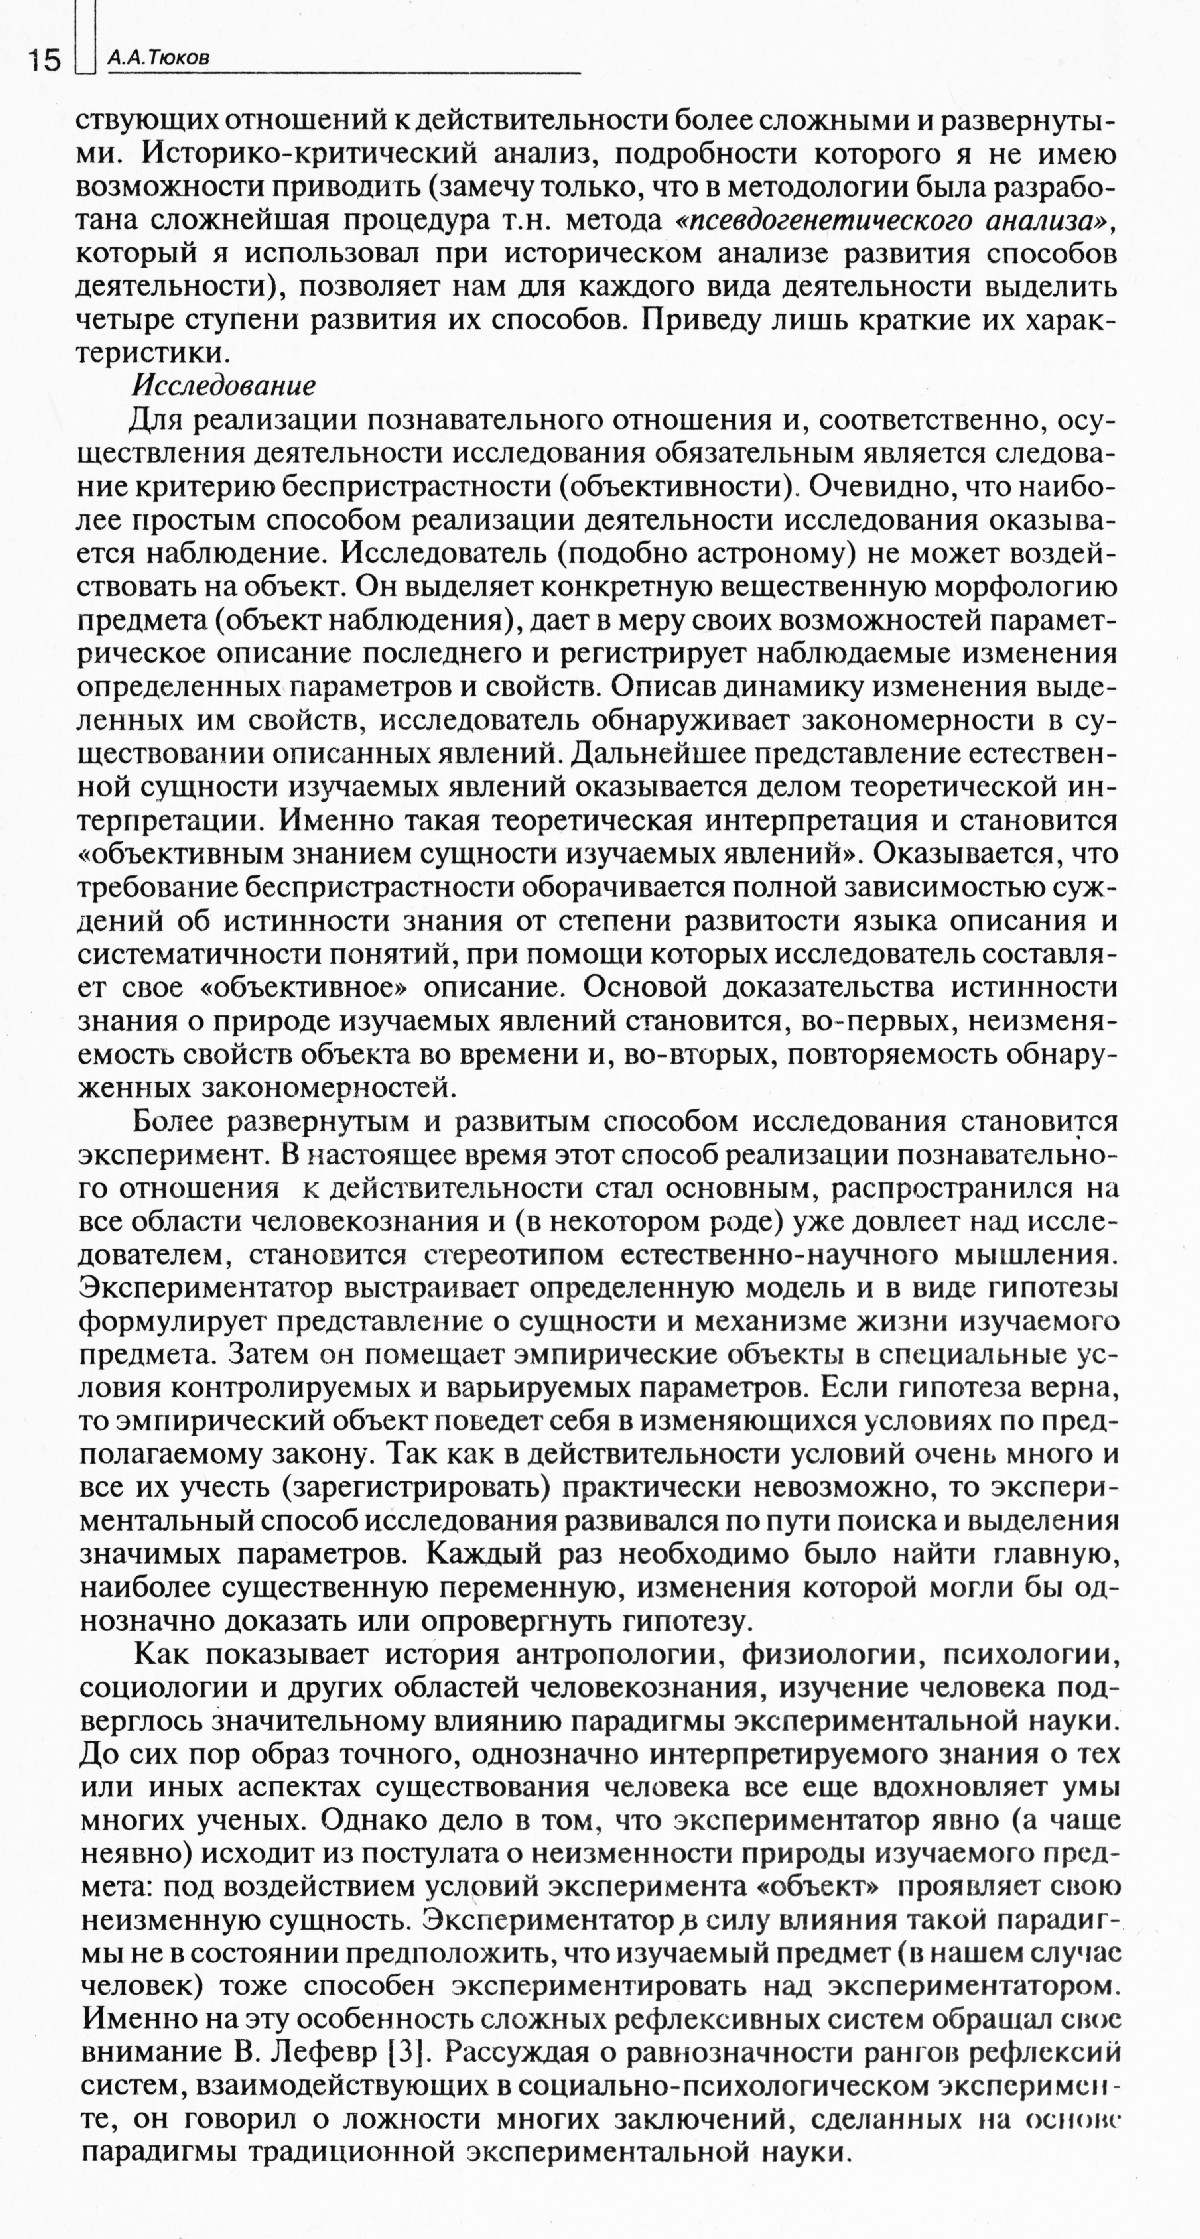 15
А.А.Тюков
ствующих отношений к действительности более сложными и развернуты-
ми. Историко-критический анализ, подробности которого я не имею
возможности приводить (замечу только, что в методологии была разрабо-
тана сложнейшая процедура т.н. метода «псевдогенетического анализа»,
который я использовал при историческом анализе развития способов
деятельности), позволяет нам для каждого вида деятельности выделить
четыре ступени развития их способов. Приведу лишь краткие их харак-
теристики.
Исследование
Для реализации познавательного отношения и, соответственно, осу-
ществления деятельности исследования обязательным является следова-
ние критерию беспристрастности (объективности). Очевидно, что наибо-
лее простым способом реализации деятельности исследования оказыва-
ется наблюдение. Исследователь (подобно астроному) не может воздей-
ствовать на объект. Он выделяет конкретную вещественную морфологию
предмета (объект наблюдения), дает в меру своих возможностей парамет-
рическое описание последнего и регистрирует наблюдаемые изменения
определенных параметров и свойств. Описав динамику изменения выде-
ленных им свойств, исследователь обнаруживает закономерности в су-
ществовании описанных явлений. Дальнейшее представление естествен-
ной сущности изучаемых явлений оказывается делом теоретической ин-
терпретации. Именно такая теоретическая интерпретация и становится
«объективным знанием сущности изучаемых явлений». Оказывается, что
требование беспристрастности оборачивается полной зависимостью суж-
дений об истинности знания от степени развитости языка описания и
систематичности понятий, при помощи которых исследователь составля-
ет свое «объективное» описание. Основой доказательства истинности
знания о природе изучаемых явлений становится, во-первых, неизменя-
емость свойств объекта во времени и, во-вторых, повторяемость обнару-
женных закономерностей.
Более развернутым и развитым способом исследования становится
эксперимент. В настоящее время этот способ реализации познавательно-
го отношения к действительности стал основным, распространился на
все области человекознания и (в некотором роде) уже довлеет над иссле-
дователем, становится стереотипом естественно-научного мышления.
Экспериментатор выстраивает определенную модель и в виде гипотезы
формулирует представление о сущности и механизме жизни изучаемого
предмета. Затем он помещает эмпирические объекты в специальные ус-
ловия контролируемых и варьируемых параметров. Если гипотеза верна,
то эмпирический объект поведет себя в изменяющихся условиях по пред-
полагаемому закону. Так как в действительности условий очень много и
все их учесть (зарегистрировать) практически невозможно, то экспери-
ментальный способ исследования развивался по пути поиска и выделения
значимых параметров. Каждый раз необходимо было найти главную,
наиболее существенную переменную, изменения которой могли бы од-
нозначно доказать или опровергнуть гипотезу.
Как показывает история антропологии, физиологии, психологии,
социологии и других областей человекознания, изучение человека под-
верглось значительному влиянию парадигмы экспериментальной науки.
До сих пор образ точного, однозначно интерпретируемого знания о тех
или иных аспектах существования человека все еще вдохновляет умы
многих ученых. Однако дело в том, что экспериментатор явно (а чаще
неявно) исходит из постулата о неизменности природы изучаемого пред-
мета: под воздействием условий эксперимента «объект» проявляет свою
неизменную сущность. Экспериментатор в силу влияния такой парадиг-
мы не в состоянии предположить, что изучаемый предмет (в нашем случае
человек) тоже способен экспериментировать над экспериментатором.
Именно на эту особенность сложных рефлексивных систем обращал свое
внимание В. Лефевр [3]. Рассуждая о равнозначности рангов рефлексий
систем, взаимодействующих в социально-психологическом эксперимен-
те, он говорил о ложности многих заключений, сделанных на основе
парадигмы традиционной экспериментальной науки.